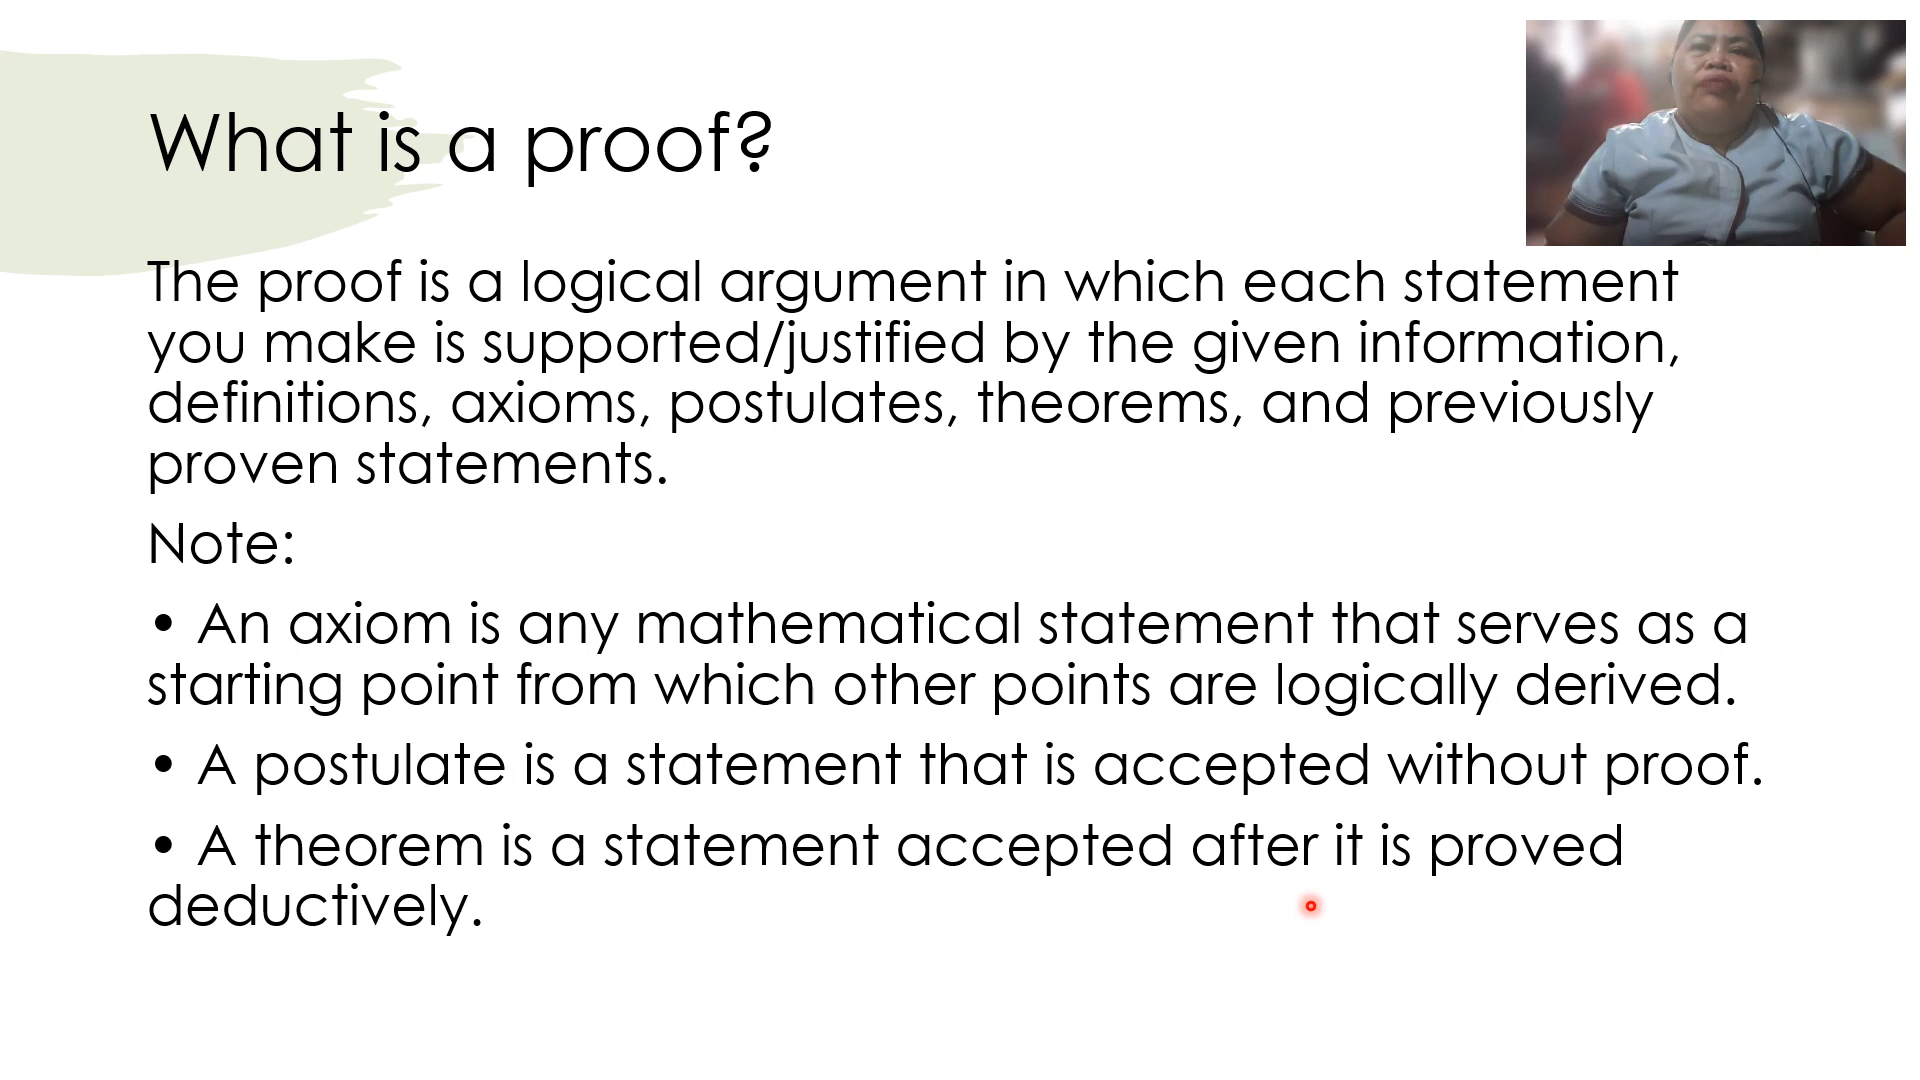 What is a proof?
The proof is a logical argument in which each statement
you make is supported/justified by the given information,
definitions, axioms, postulates, theorems, and previously
proven statements.
Note:
• An axiom is any mathematical statement that serves as a
starting point from which other points are logically derived.
• A postulate is a statement that is accepted without proof.
• A theorem is a statement accepted after it is proved
deductively.